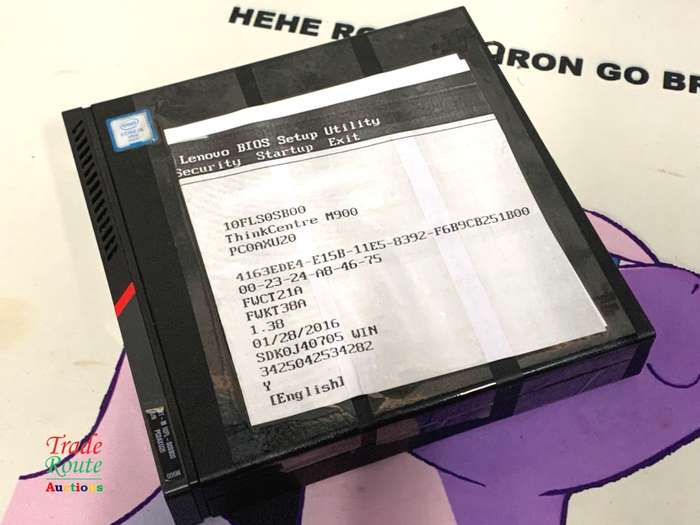 HEHE RO
RON GO BR
Lenovo BIOS Setup Utility
Security Startup Exit
10FLS0SB00
ThinkCentre M900
PC0AXU20
4163EDE4-E15B-11E5-8392-F6B9CB251B00
00-23-24-A8-46-75
FWCT21A
FWKT38A
1.38
01/28/2016
SDK0J40705 WIN
3425042534282
Y
[English]
Trade
Route
Auctions